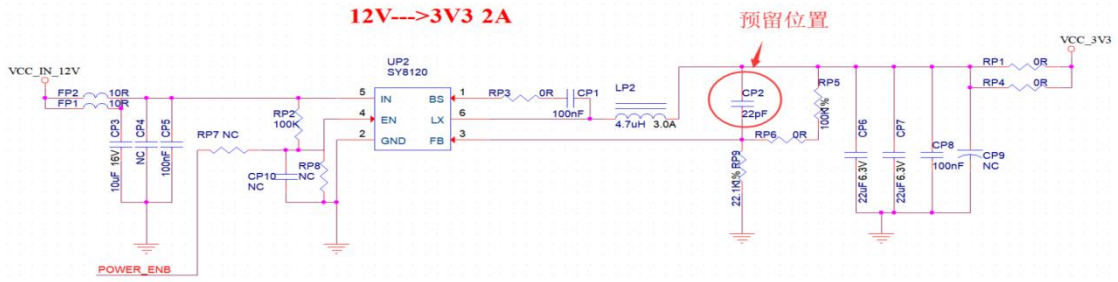 12V--->3V3 2A
预留位置
VCC_3V3
VCC_IN_12V
FP2 10R
FP1 10R
CP3
10uF 16V
CP4
NC
CP5
100nF
RP7 NC
RP2
100K
CP10
NC
RP8
NC
POWER_ENB
UP2
SY8120
5 IN
4 EN
2 GND
BS 1
LX 6
FB 3
RP3 0R
CP1
100nF
LP2
4.7uH 3.0A
CP2
22pF
RP5
100K1%
RP6 0R
RP9
22.1K1%
CP6
22uF 6.3V
CP7
22uF 6.3V
CP8
100nF
CP9
NC
RP1 0R
RP4 0R